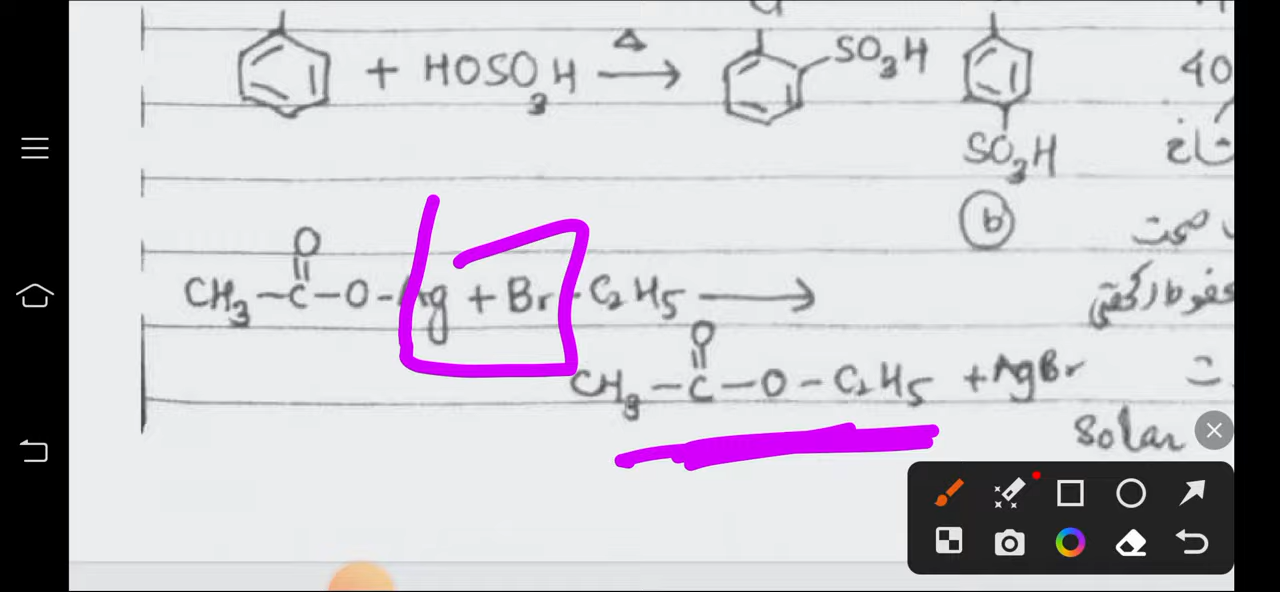 + HOSO3H Δ→ SO3H 40
SO3H
b
O
CH3-C-O-Ag + Br-C2H5 →
O
CH3-C-O-C2H5 + AgBr
Solar